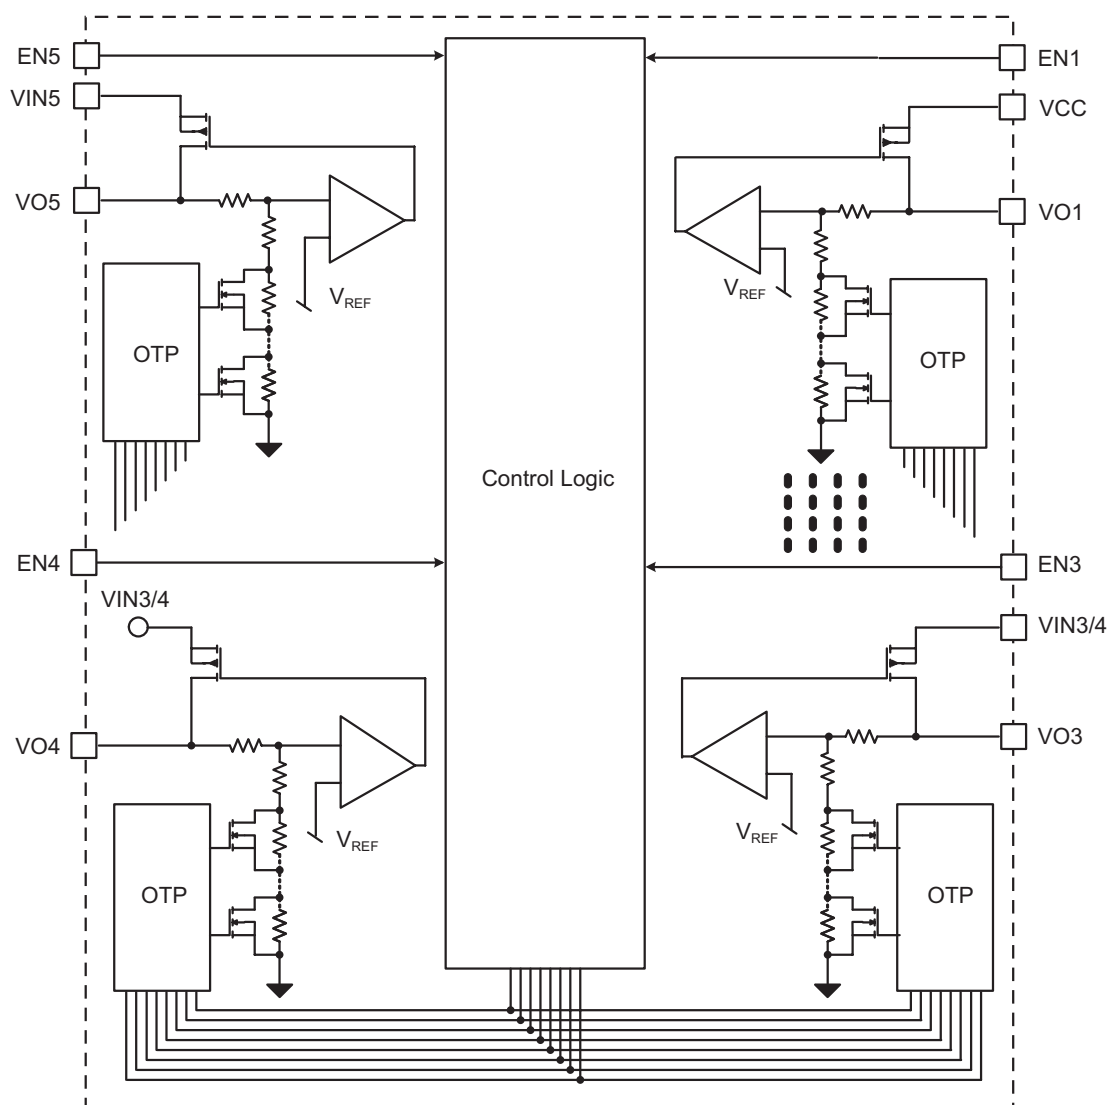 EN5
EN1
VIN5
VCC
VO5
VO1
VREF
VREF
OTP
OTP
Control Logic
EN4
EN3
VIN3/4
VIN3/4
VO4
VO3
VREF
VREF
OTP
OTP